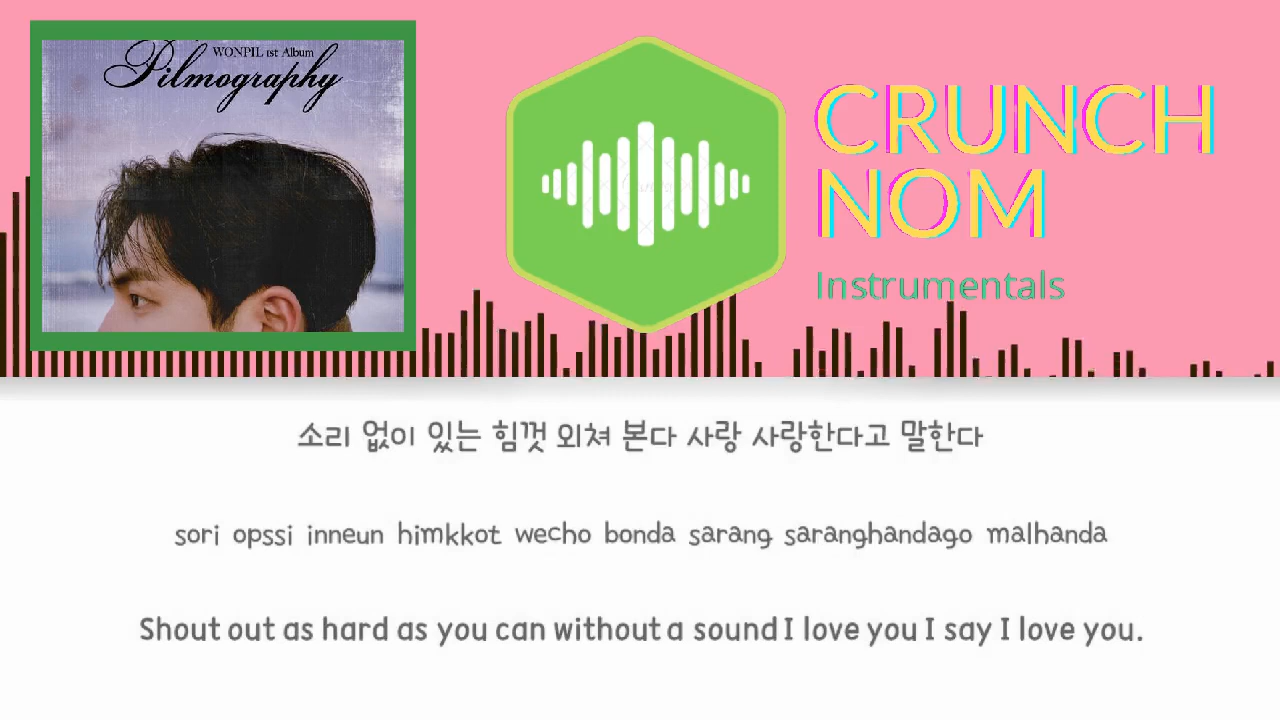 WONPIL 1st Album
Pilmography
CRUNCH
NOM
Instrumentals
소리 없이 있는 힘껏 외쳐 본다 사랑 사랑한다고 말한다
sori opssi inneun himkkot wecho bonda sarang saranghandago malhanda
Shout out as hard as you can without a sound I love you I say I love you.